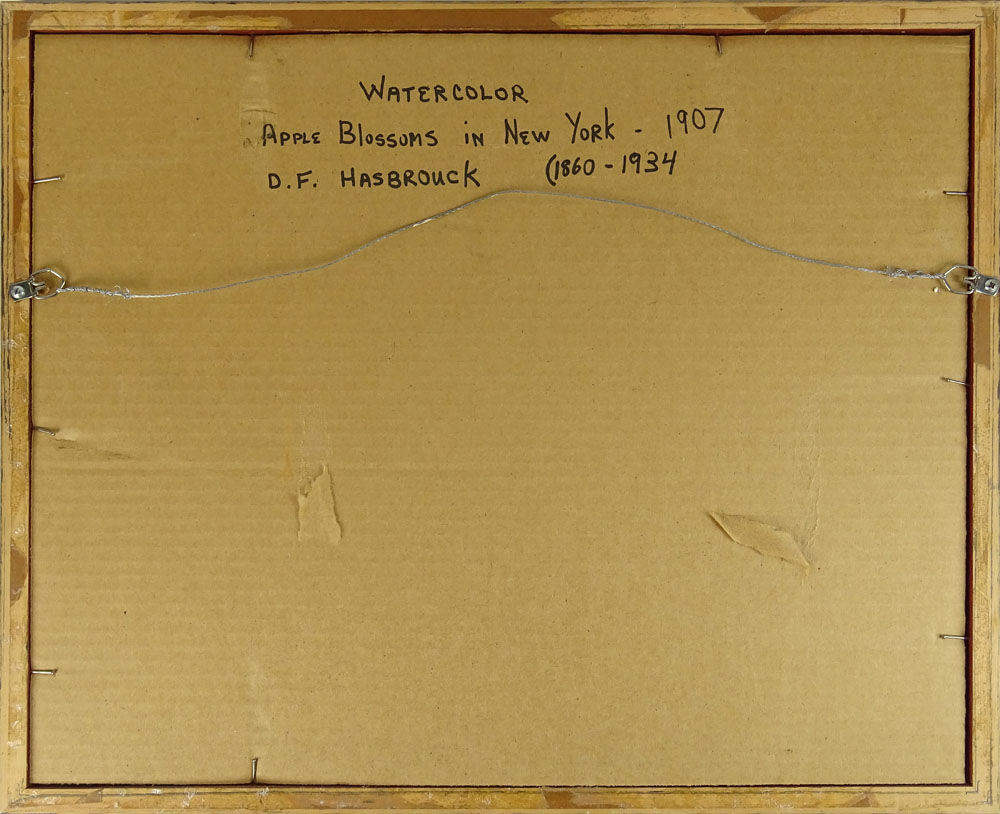 WATERCOLOR
APPLE BLOSSOMS IN NEW YORK - 1907
D.F. HASBROUCK (1860-1934